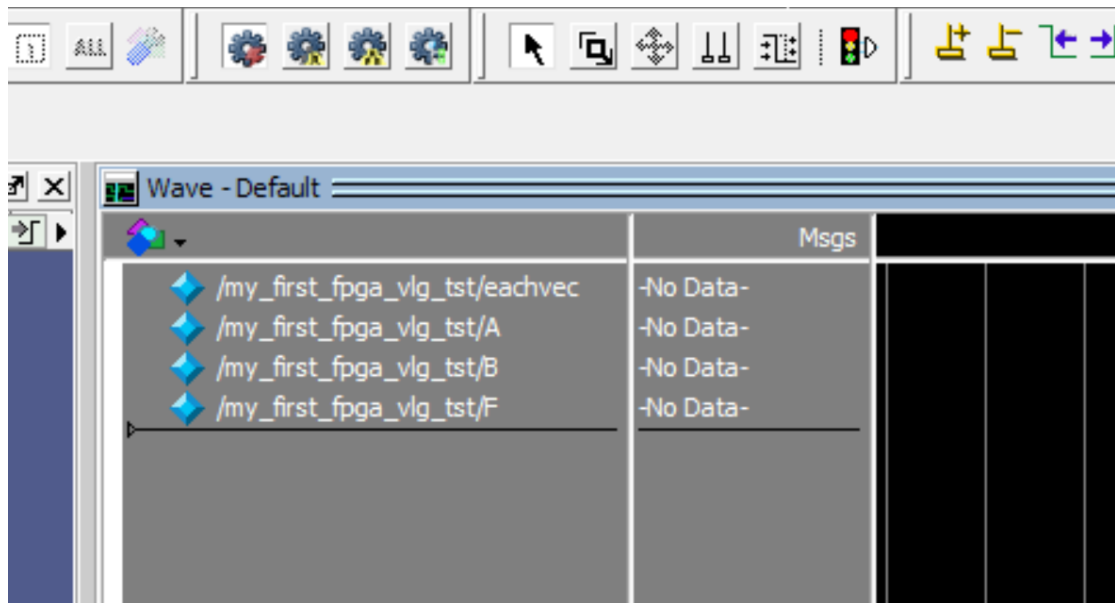 ALL
Wave - Default
Msgs
/my_first_fpga_vlg_tst/eachvec -No Data-
/my_first_fpga_vlg_tst/A -No Data-
/my_first_fpga_vlg_tst/B -No Data-
/my_first_fpga_vlg_tst/F -No Data-